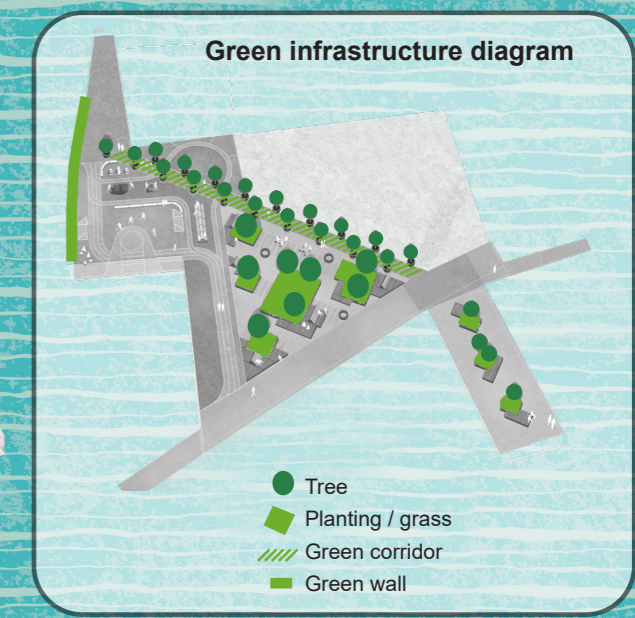 Green infrastructure diagram
Tree
Planting / grass
Green corridor
Green wall